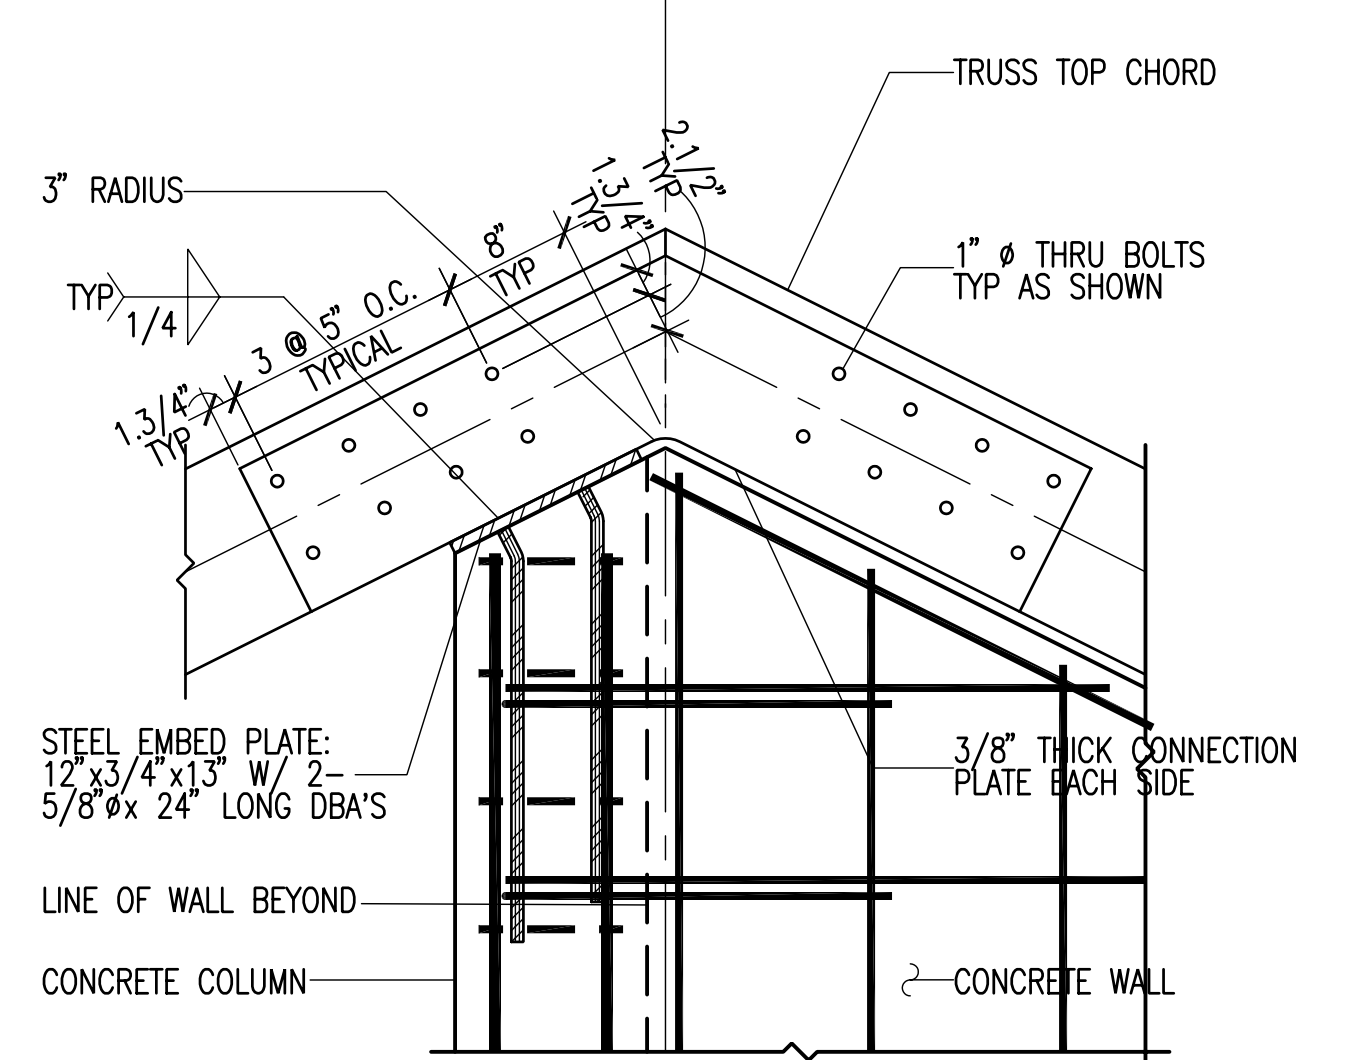 TRUSS TOP CHORD
2.1/2"
TYP
1.3/4"
TYP
3" RADIUS
8"
TYP
1" ø THRU BOLTS
TYP AS SHOWN
TYP
1/4
3 @ 5" O.C.
TYPICAL
1.3/4"
TYP
STEEL EMBED PLATE:
12"x3/4"x13" W/ 2-
5/8"øx 24" LONG DBA'S
3/8" THICK CONNECTION
PLATE EACH SIDE
LINE OF WALL BEYOND
CONCRETE COLUMN
CONCRETE WALL